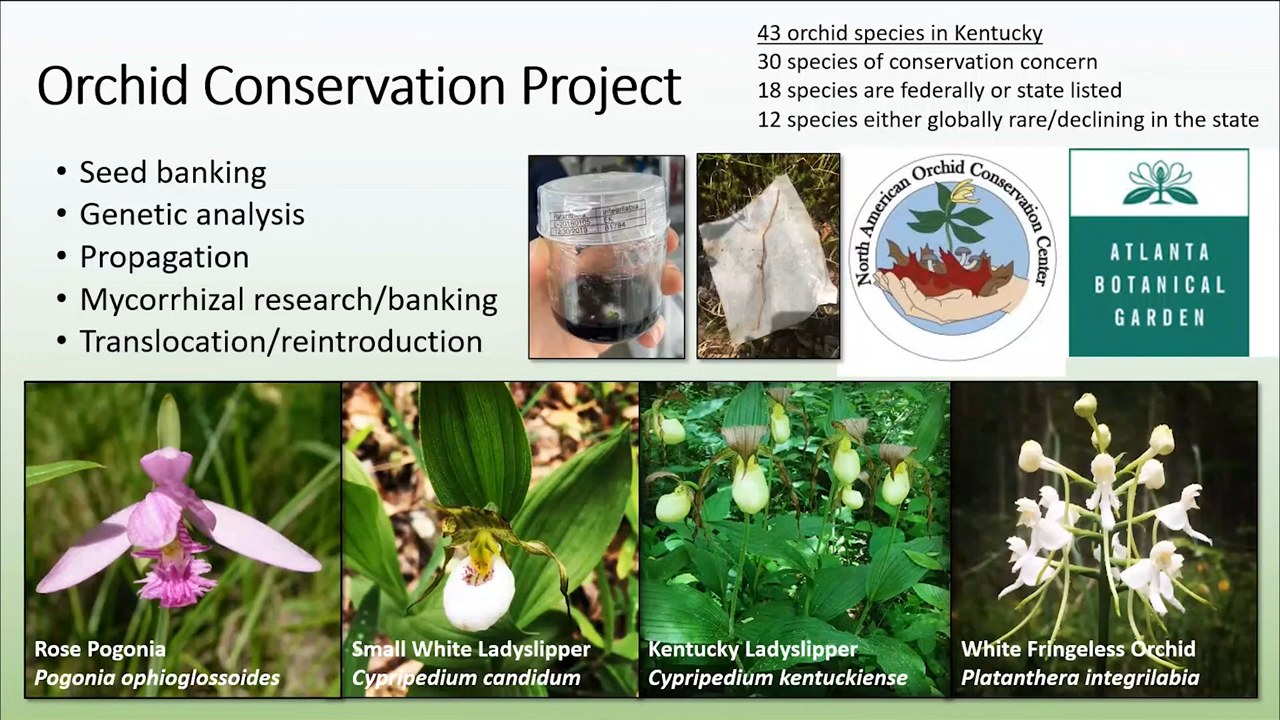 Orchid Conservation Project
43 orchid species in Kentucky
30 species of conservation concern
18 species are federally or state listed
12 species either globally rare/declining in the state
• Seed banking
• Genetic analysis
• Propagation
• Mycorrhizal research/banking
• Translocation/reintroduction
integrilabia
North American Orchid Conservation Center
ATLANTA
BOTANICAL
GARDEN
Rose Pogonia
Pogonia ophioglossoides
Small White Ladyslipper
Cypripedium candidum
Kentucky Ladyslipper
Cypripedium kentuckiense
White Fringeless Orchid
Platanthera integrilabia